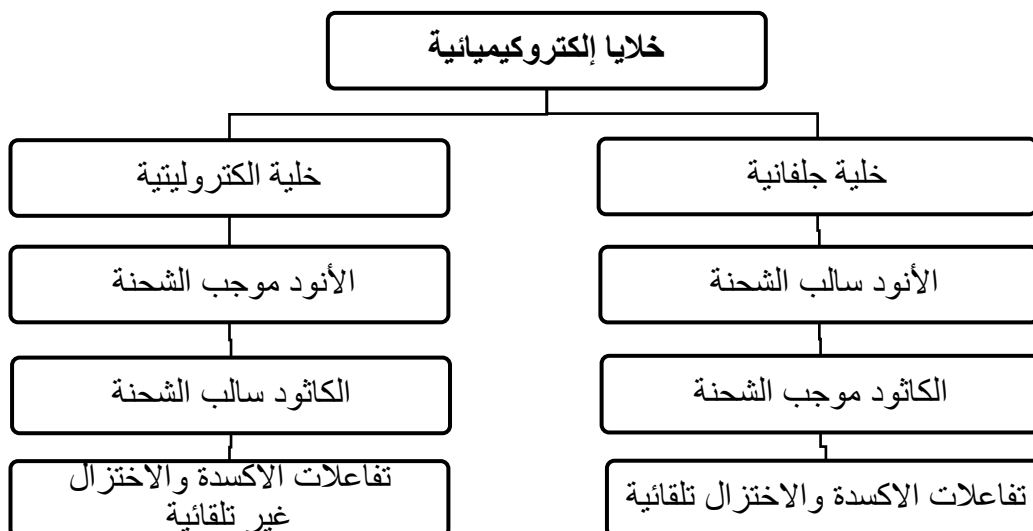 خلايا إلكتروكيميائية
خلية جلفانية
خلية الكتروليتية
الأنود سالب الشحنة
الأنود موجب الشحنة
الكاثود موجب الشحنة
الكاثود سالب الشحنة
تفاعلات الاكسدة والاختزال تلقائية
تفاعلات الاكسدة والاختزال
غير تلقائية